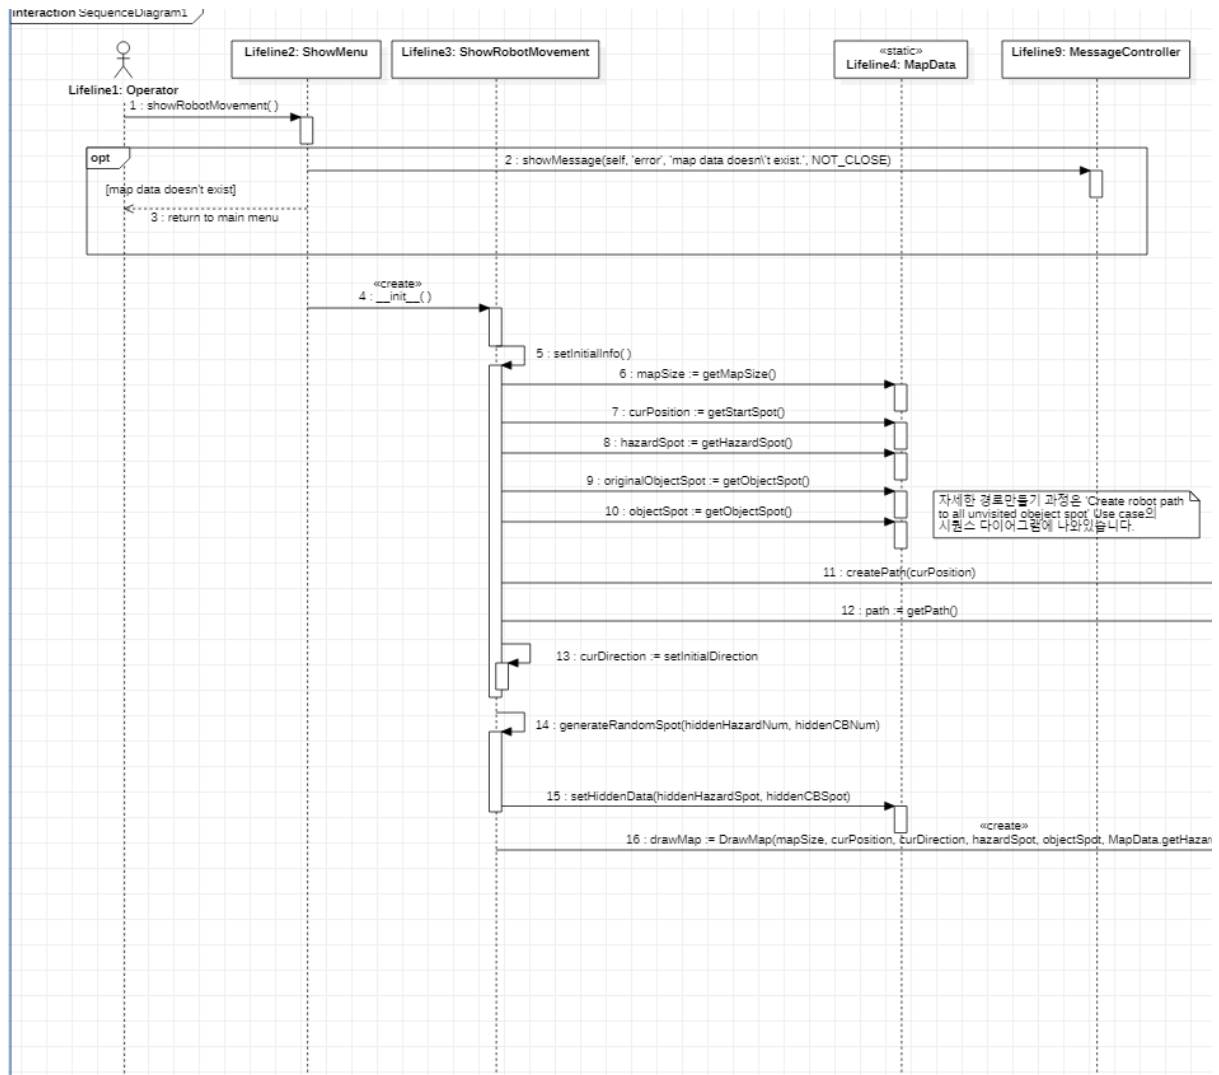 interaction SequenceDiagram1
Lifeline2: ShowMenu
Lifeline3: ShowRobotMovement
«static»
Lifeline4: MapData
Lifeline9: MessageController
Lifeline1: Operator
1 : showRobotMovement( )
opt
2 : showMessage(self, 'error', 'map data doesn\'t exist.', NOT_CLOSE)
[map data doesn't exist]
3 : return to main menu
«create»
4 : __init__( )
5 : setInitialInfo( )
6 : mapSize := getMapSize()
7 : curPosition := getStartSpot()
8 : hazardSpot := getHazardSpot()
9 : originalObjectSpot := getObjectSpot()
10 : objectSpot := getObjectSpot()
자세한 경로만들기 과정은 'Create robot path
to all unvisited obeject spot' Use case의
시퀀스 다이어그램에 나와있습니다.
11 : createPath(curPosition)
12 : path := getPath()
13 : curDirection := setInitialDirection
14 : generateRandomSpot(hiddenHazardNum, hiddenCBNum)
15 : setHiddenData(hiddenHazardSpot, hiddenCBSpot)
«create»
16 : drawMap := DrawMap(mapSize, curPosition, curDirection, hazardSpot, objectSpot, MapData.getHazar